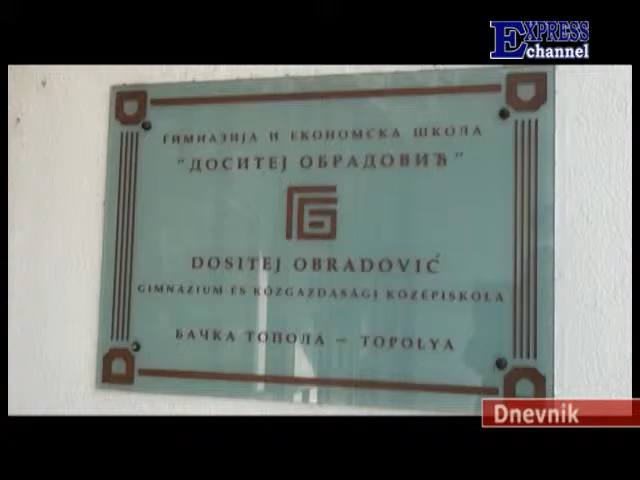 EXPRESS
channel
ГИМНАЗИЈА И ЕКОНОМСКА ШКОЛА
"ДОСИТЕЈ ОБРАДОВИЋ"
DOSITEJ OBRADOVIĆ
GIMNÁZIUM ÉS KÖZGAZDASÁGI KÖZÉPISKOLA
БАЧКА ТОПОЛА – TOPOLYA
Dnevnik